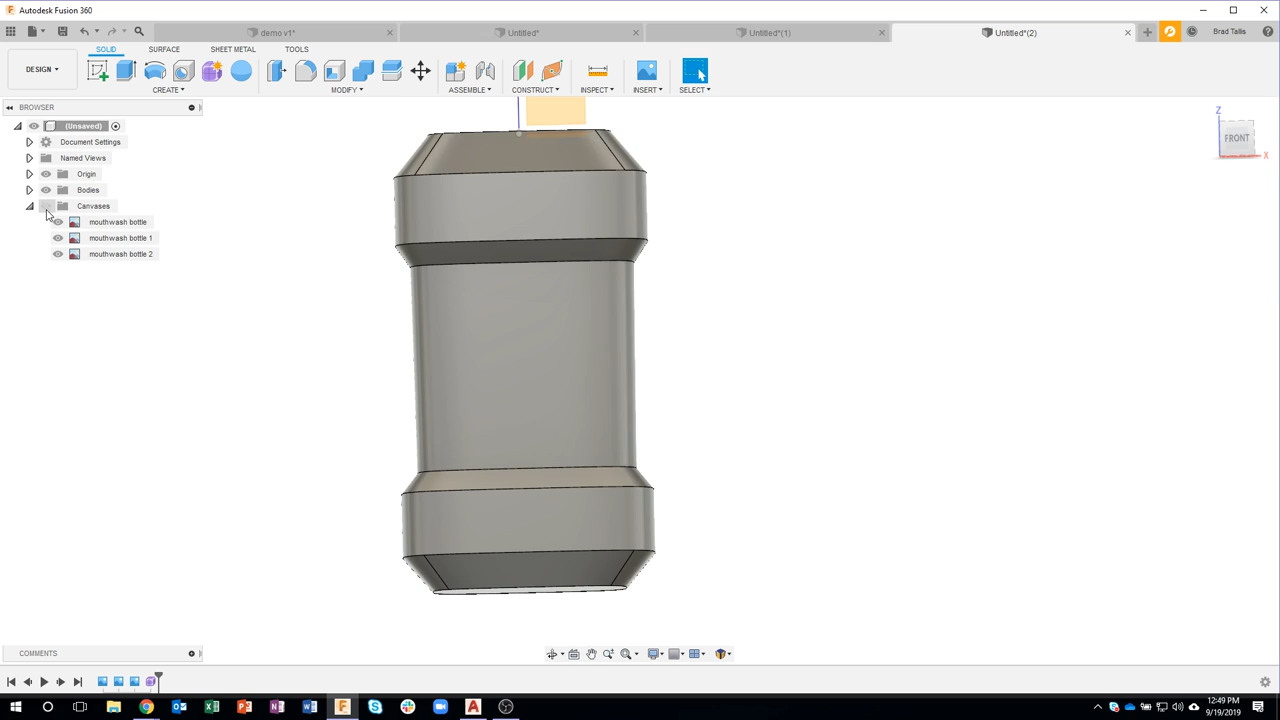 Autodesk Fusion 360
demo v1*
Untitled*
Untitled*(1)
Untitled*(2)
Brad Tallis
DESIGN
SOLID
SURFACE
SHEET METAL
TOOLS
CREATE
MODIFY
ASSEMBLE
CONSTRUCT
INSPECT
INSERT
SELECT
BROWSER
(Unsaved)
Document Settings
Named Views
Origin
Bodies
Canvases
mouthwash bottle
mouthwash bottle 1
mouthwash bottle 2
Z
FRONT
X
COMMENTS
12:49 PM
9/19/2019